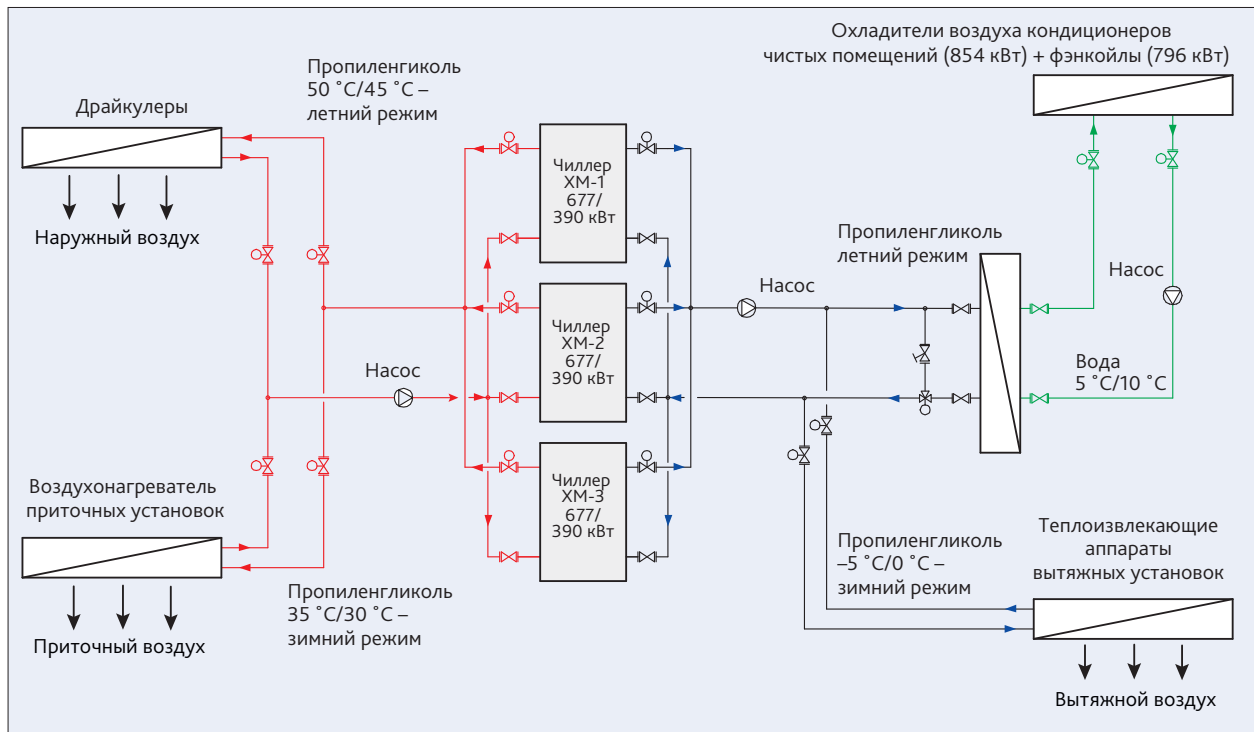 Охладители воздуха кондиционеров
чистых помещений (854 кВт) + фэнкойлы (796 кВт)
Пропиленгиколь
50 ˚C/45 ˚C –
летний режим
Драйкулеры
Наружный воздух
Чиллер
ХМ-1
677/
390 кВт
Пропиленгликоль
летний режим
Насос
Насос
Чиллер
ХМ-2
677/
390 кВт
Вода
5 ˚C/10 ˚C
Насос
Чиллер
ХМ-3
677/
390 кВт
Воздухонагреватель
приточных установок
Приточный воздух
Пропиленгликоль
35 ˚C/30 ˚C –
зимний режим
Пропиленгликоль
–5 ˚C/0 ˚C –
зимний режим
Теплоизвлекающие
аппараты
вытяжных установок
Вытяжной воздух